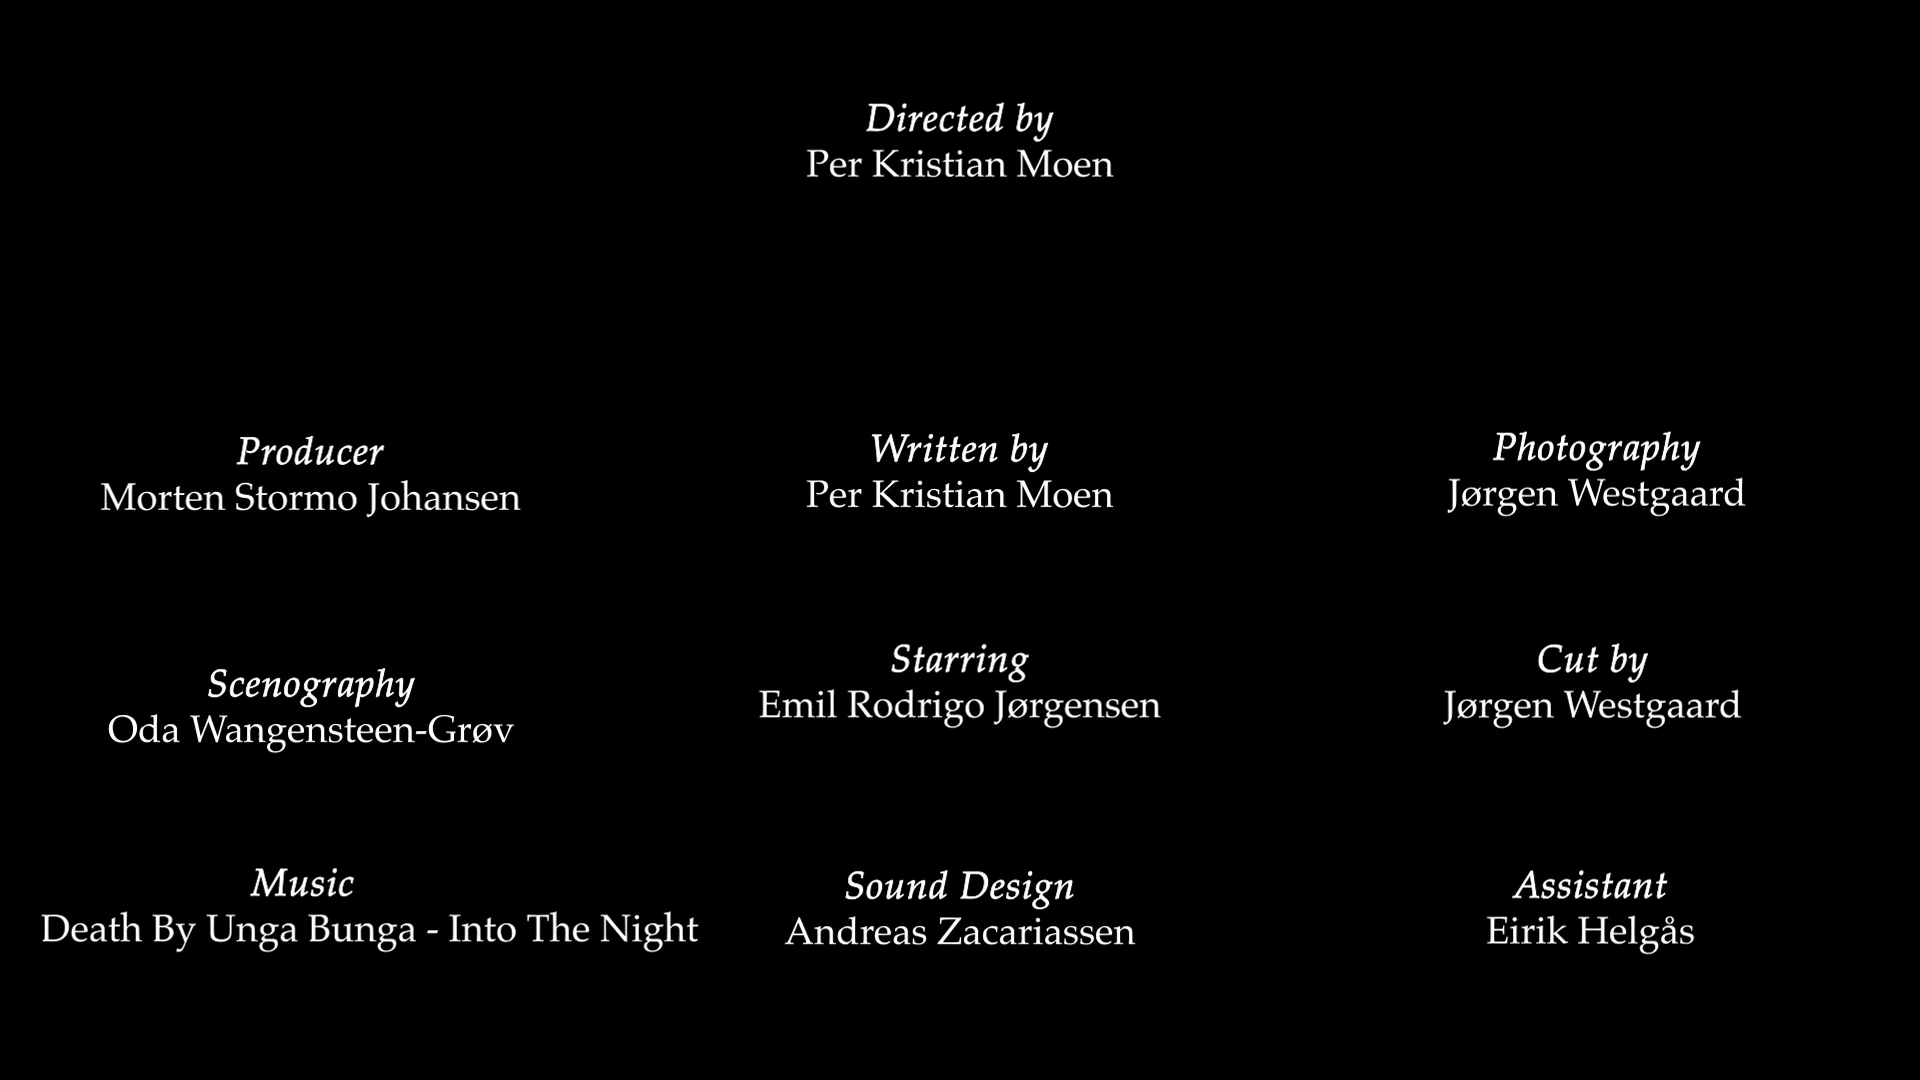 Directed by
Per Kristian Moen
Producer
Morten Stormo Johansen
Written by
Per Kristian Moen
Photography
Jørgen Westgaard
Scenography
Oda Wangensteen-Grøv
Starring
Emil Rodrigo Jørgensen
Cut by
Jørgen Westgaard
Music
Death By Unga Bunga - Into The Night
Sound Design
Andreas Zacariassen
Assistant
Eirik Helgås